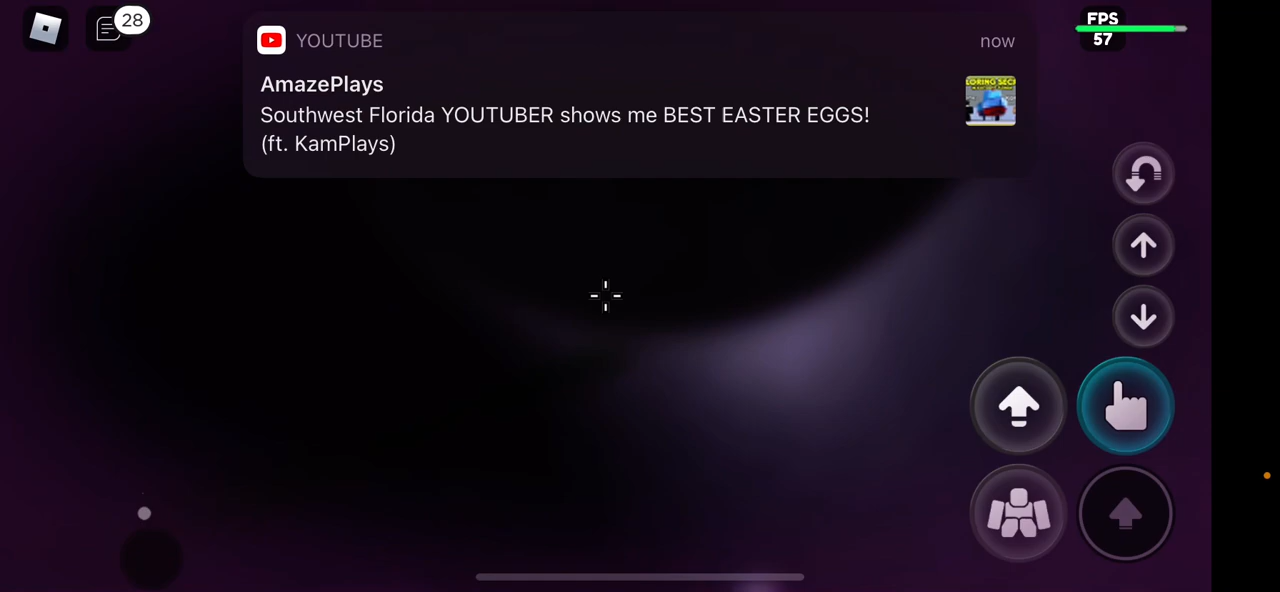 28
YOUTUBE
now
FPS
57
AmazePlays
Southwest Florida YOUTUBER shows me BEST EASTER EGGS!
(ft. KamPlays)